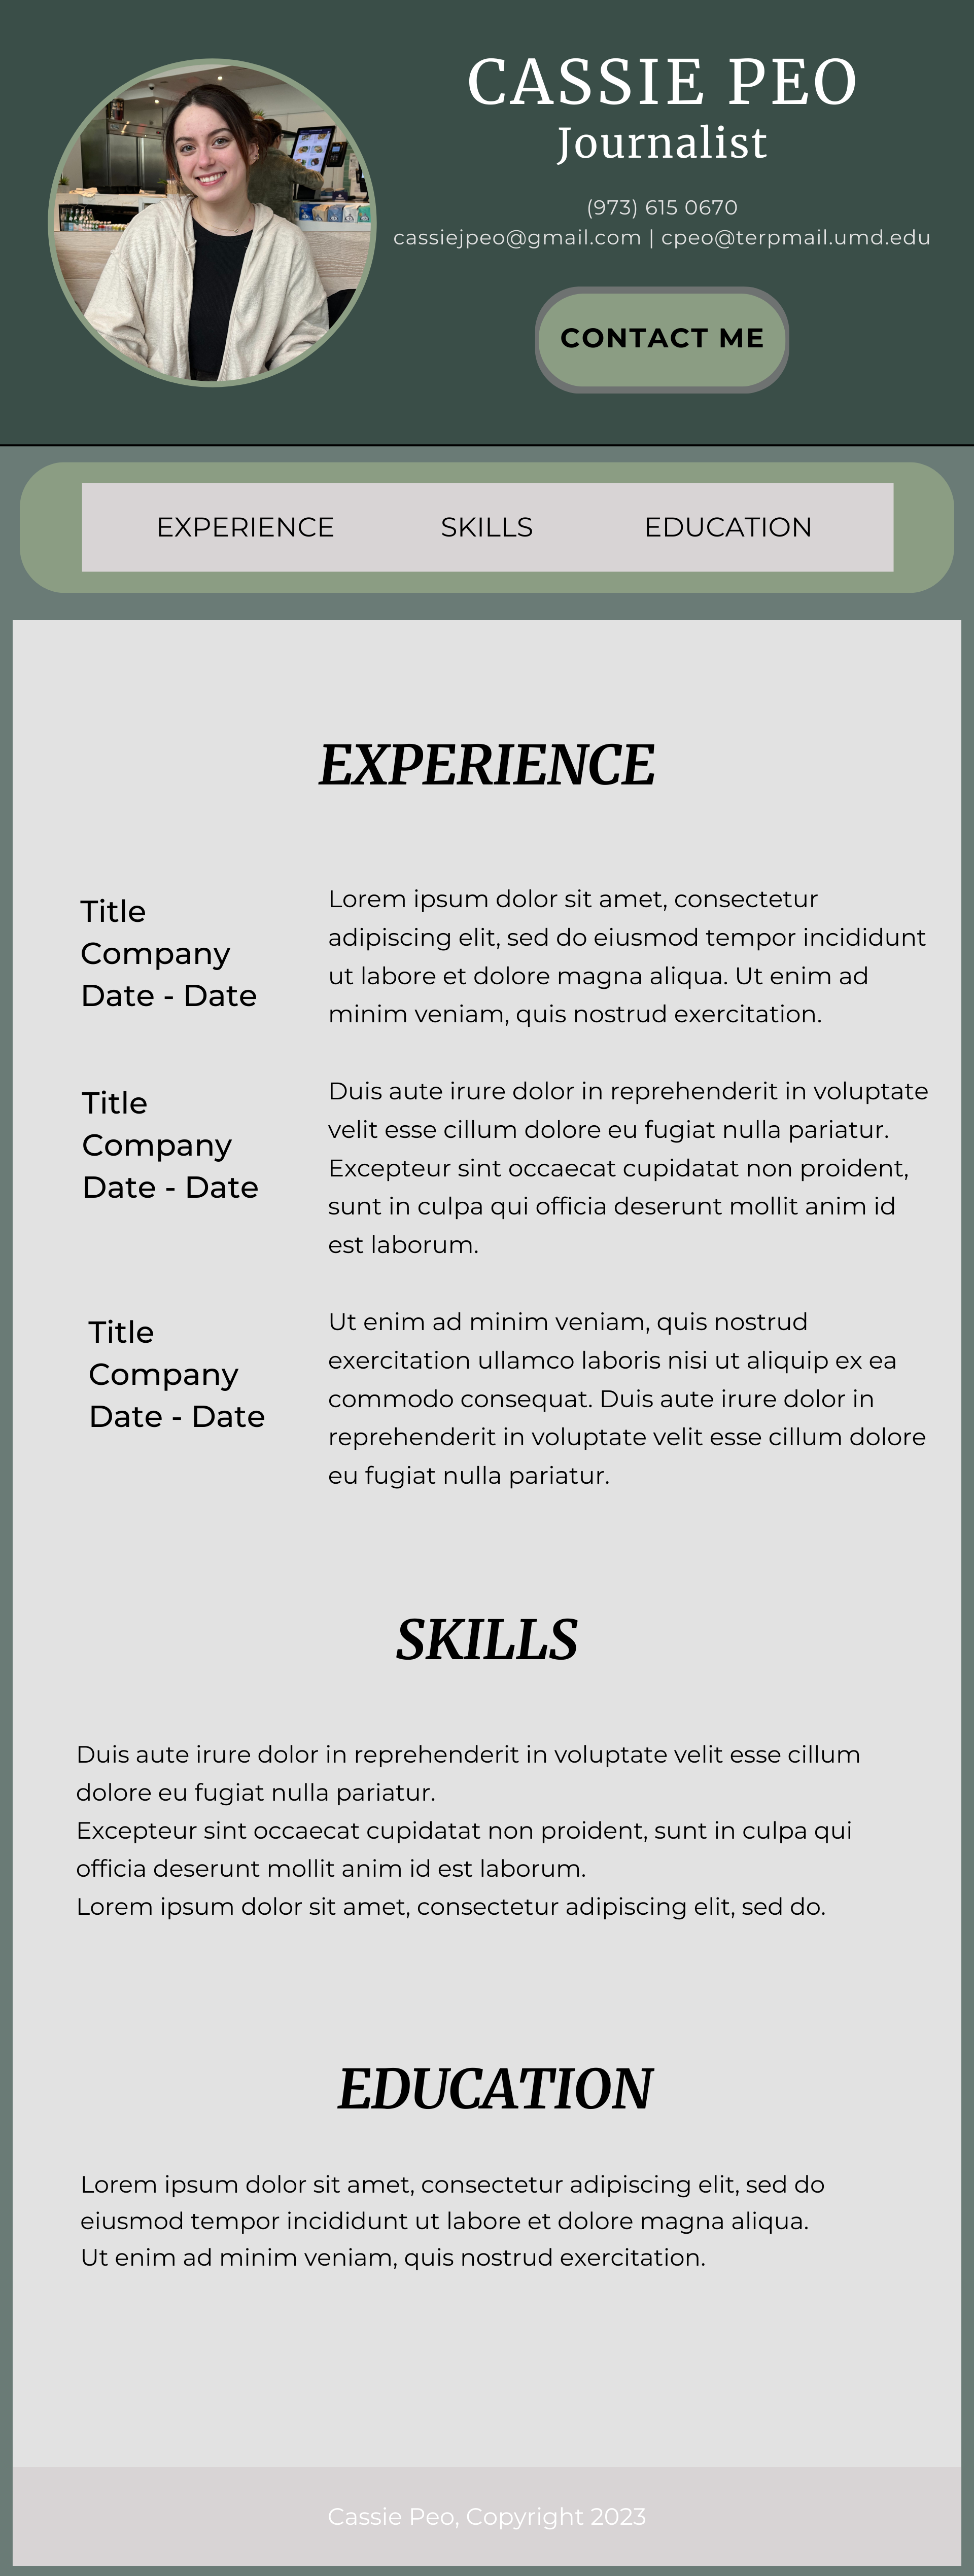 CASSIE PEO
Journalist
(973) 615 0670
cassiejpeo@gmail.com | cpeo@terpmail.umd.edu
CONTACT ME
EXPERIENCE SKILLS EDUCATION
EXPERIENCE
Title
Company
Date - Date
Lorem ipsum dolor sit amet, consectetur
adipiscing elit, sed do eiusmod tempor incididunt
ut labore et dolore magna aliqua. Ut enim ad
minim veniam, quis nostrud exercitation.
Title
Company
Date - Date
Duis aute irure dolor in reprehenderit in voluptate
velit esse cillum dolore eu fugiat nulla pariatur.
Excepteur sint occaecat cupidatat non proident,
sunt in culpa qui officia deserunt mollit anim id
est laborum.
Title
Company
Date - Date
Ut enim ad minim veniam, quis nostrud
exercitation ullamco laboris nisi ut aliquip ex ea
commodo consequat. Duis aute irure dolor in
reprehenderit in voluptate velit esse cillum dolore
eu fugiat nulla pariatur.
SKILLS
Duis aute irure dolor in reprehenderit in voluptate velit esse cillum
dolore eu fugiat nulla pariatur.
Excepteur sint occaecat cupidatat non proident, sunt in culpa qui
officia deserunt mollit anim id est laborum.
Lorem ipsum dolor sit amet, consectetur adipiscing elit, sed do.
EDUCATION
Lorem ipsum dolor sit amet, consectetur adipiscing elit, sed do
eiusmod tempor incididunt ut labore et dolore magna aliqua.
Ut enim ad minim veniam, quis nostrud exercitation.
Cassie Peo, Copyright 2023